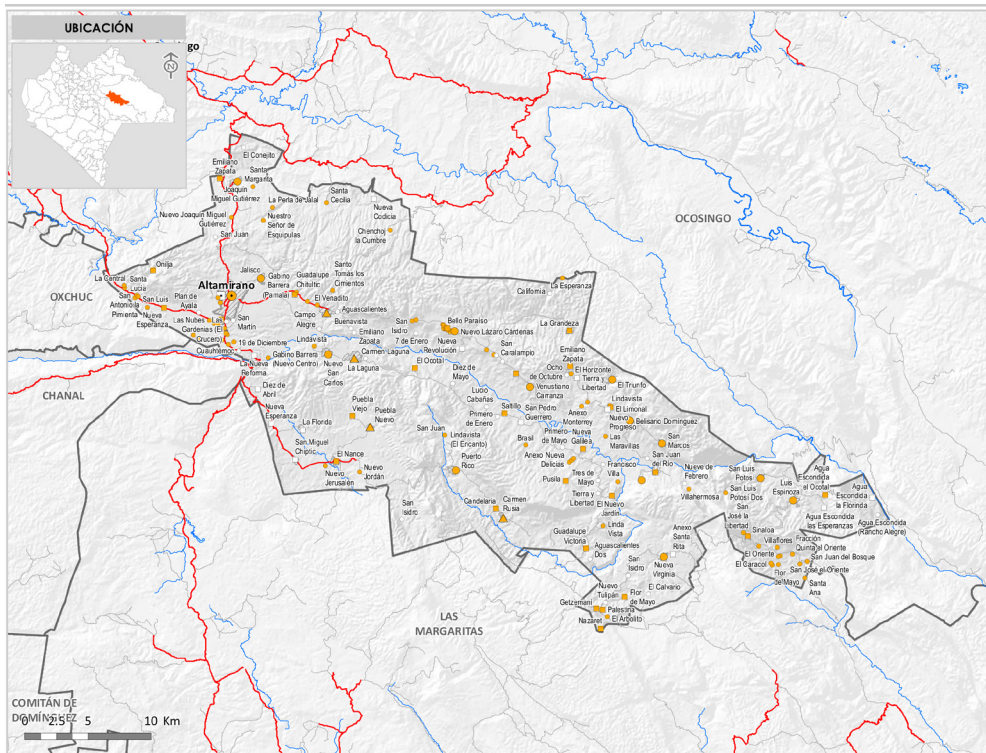 UBICACIÓN
go
N
El Conejito
Emiliano
Zapata
Santa
Margarita
Joaquín
Miguel Gutiérrez
La Perla de Jalal
Santa
Cecilia
Nuevo Joaquín Miguel
Gutiérrez
San Juan
Nuestro
Señor de
Esquipulas
Nueva
Codicia
Chencho
la Cumbre
OCOSINGO
OXCHUC
Onilja
La Central
Santa
Lucia
San
Antonio
Pimienta
la
San Luis
Nueva
Esperanza
Plan de
Ayala
Altamirano
Jalisco
Gabino
Barrera
(Pamala)
Guadalupe
Chitultic
Santo
Tomás los
Cimientos
El Venadito
Aguascalientes
Campo
Alegre
Buenavista
Las Nubes
Las
Gardenias (El
Crucero)
Cuauhtémoc
San
Martin
19 de Diciembre
Lindavista
Emiliano
Zapata
Carmen Laguna
La Laguna
La Nueva
Reforma
Gabino Barrera
(Nuevo Centro)
Nuevo
San
Carlos
CHANAL
Diez de
Abril
Nueva
Esperanza
La Florida
Puebla
Viejo
Puebla
Nuevo
San Miguel
Chiptic
El Nance
Nuevo
Jerusalén
Nuevo
Jordán
San
Isidro
7 de Enero
Bello Paraiso
Nuevo Lázaro Cárdenas
Nueva
Revolución
San
Caralampio
El Ocotal
Diez de
Mayo
California
La Esperanza
La Grandeza
Emiliano
Zapata
Ocho
de Octubre
El Horizonte
Tierra y
Libertad
El Triunfo
Venustiano
Carranza
Lucio
Cabañas
Lindavista
El Limonal
Nuevo
Progreso
Anexo
Monterrey
Belisario Dominguez
Saltillo
San Pedro
Guerrero
Primero
de Enero
San Juan
Lindavista
(El Encanto)
Puerto
Rico
Brasil
Primero
de Mayo
Nueva
Galilea
Las
Maravillas
San
Marcos
San Juan
del Rio
Anexo Nueva
Delicias
Pusila
Tres de
Mayo
Francisco
Villa
Tierra y
Libertad
El Nuevo
Jardín
Nueve de
Febrero
Villahermosa
San Luis
Potosi
San Luis
Potosi Dos
Luis
Espinoza
Agua
Escondida
el Ocotal
Agua
Escondida
la Florinda
Agua Escondida
las Esperanzas
Agua Escondida
(Rancho Alegre)
San
Isidro
Candelaria
Carmen
Rusia
Guadalupe
Victoria
Aguascalientes
Dos
Linda
Vista
Anexo
Santa
Rita
San
José la
Libertad
Sinaloa
Villaflores
El Oriente
El Caracol
Fracción
Quinta el Oriente
San Juan del Bosque
San José el Oriente
Flor
de Mayo
Santa
Ana
San
Isidro
Nueva
Virginia
El Calvario
Nuevo
Tulipán
Flor
de Mayo
Getzemaní
Palestina
El Arbolito
Nazaret
LAS
MARGARITAS
COMITÁN DE
DOMÍNGUEZ
0 2.5 5 10 Km